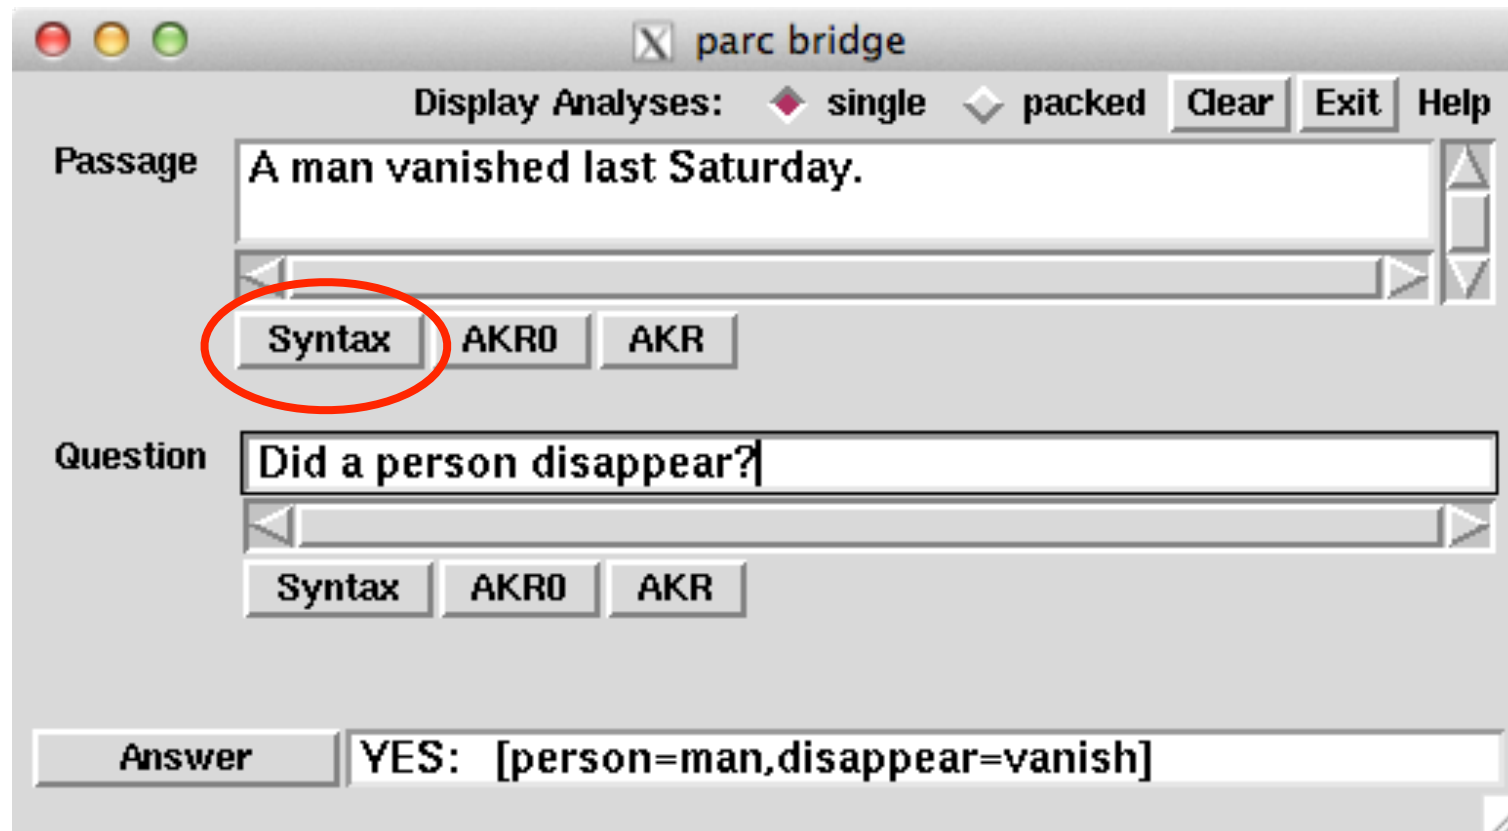 parc bridge
Display Analyses: single packed Clear Exit Help
Passage A man vanished last Saturday.
Syntax AKR0 AKR
Question Did a person disappear?
Syntax AKR0 AKR
Answer YES: [person=man,disappear=vanish]